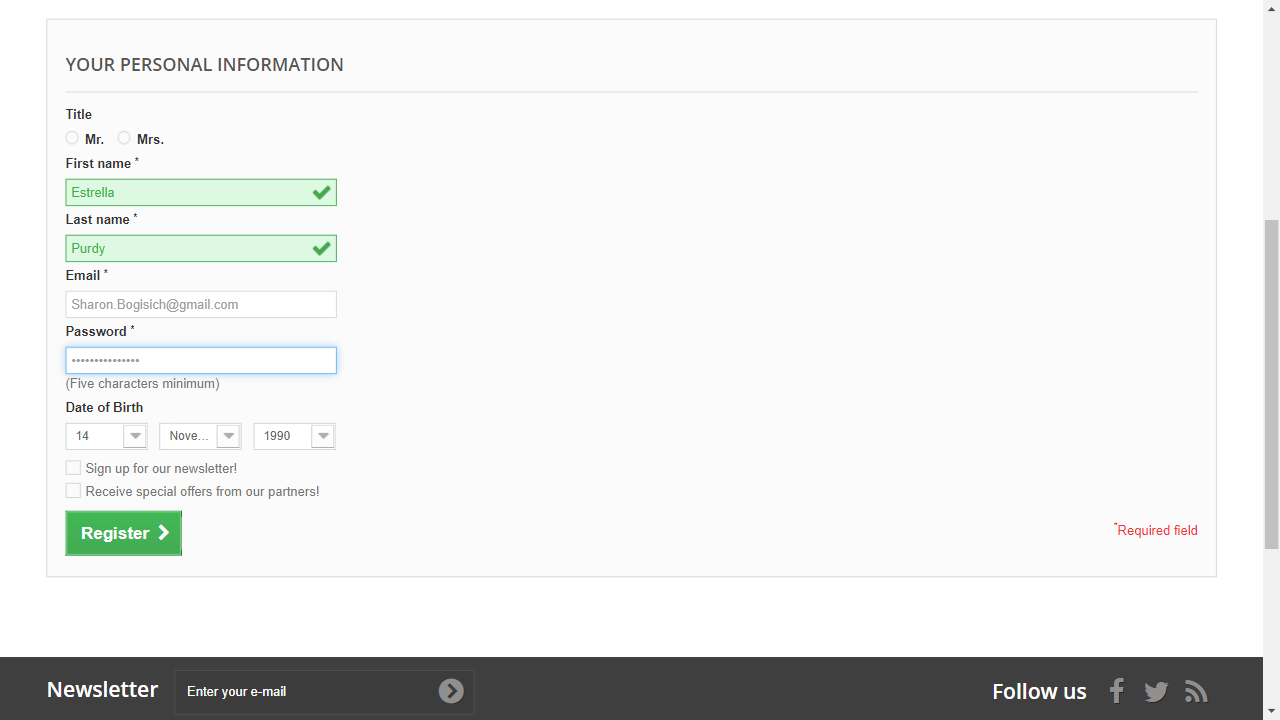 YOUR PERSONAL INFORMATION
Title
Mr. Mrs.
First name *
Estrella
Last name *
Purdy
Email *
Sharon.Bogisich@gmail.com
Password *
•••••••••••••••
(Five characters minimum)
Date of Birth
14 Nove... 1990
Sign up for our newsletter!
Receive special offers from our partners!
Register
*Required field
Newsletter Enter your e-mail Follow us